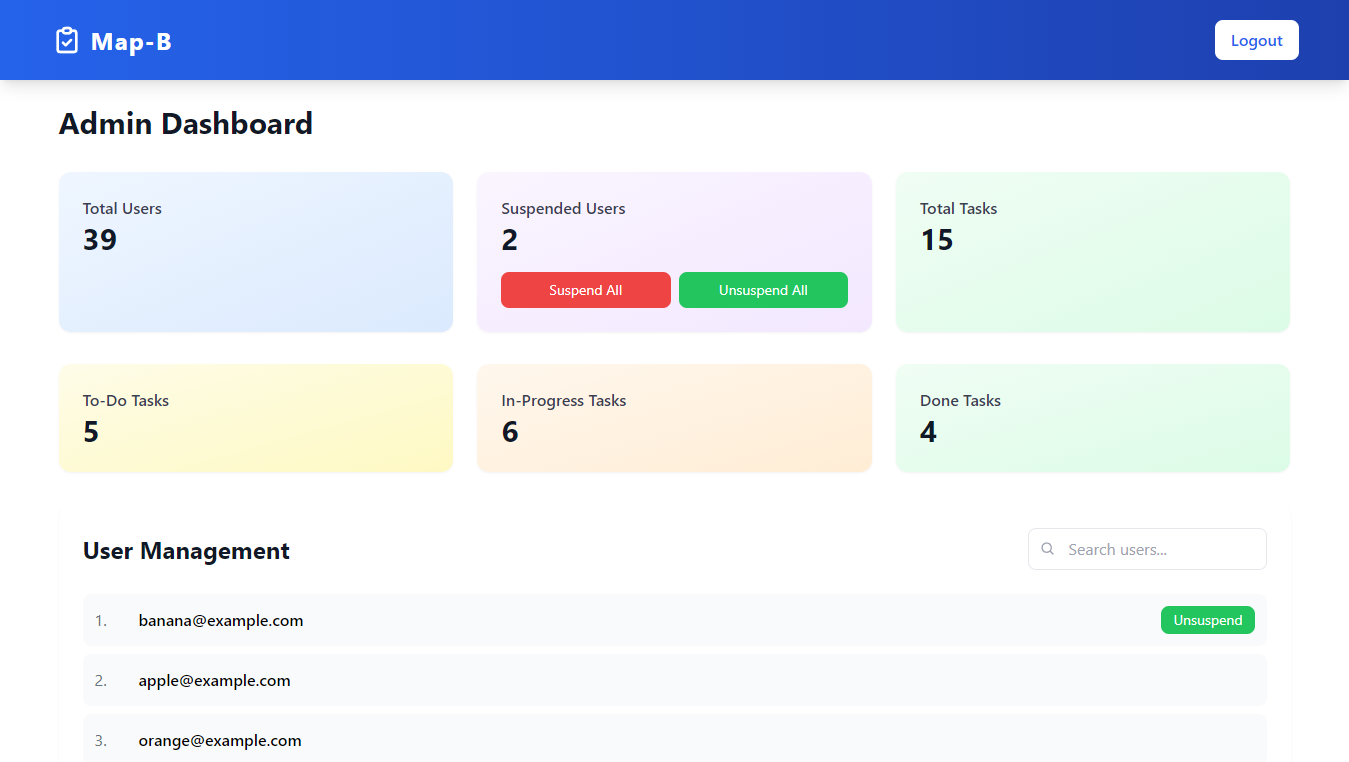 Map-B
Logout
Admin Dashboard
Total Users
39
Suspended Users
2
Suspend All
Unsuspend All
Total Tasks
15
To-Do Tasks
5
In-Progress Tasks
6
Done Tasks
4
User Management
Search users...
1. banana@example.com Unsuspend
2. apple@example.com
3. orange@example.com